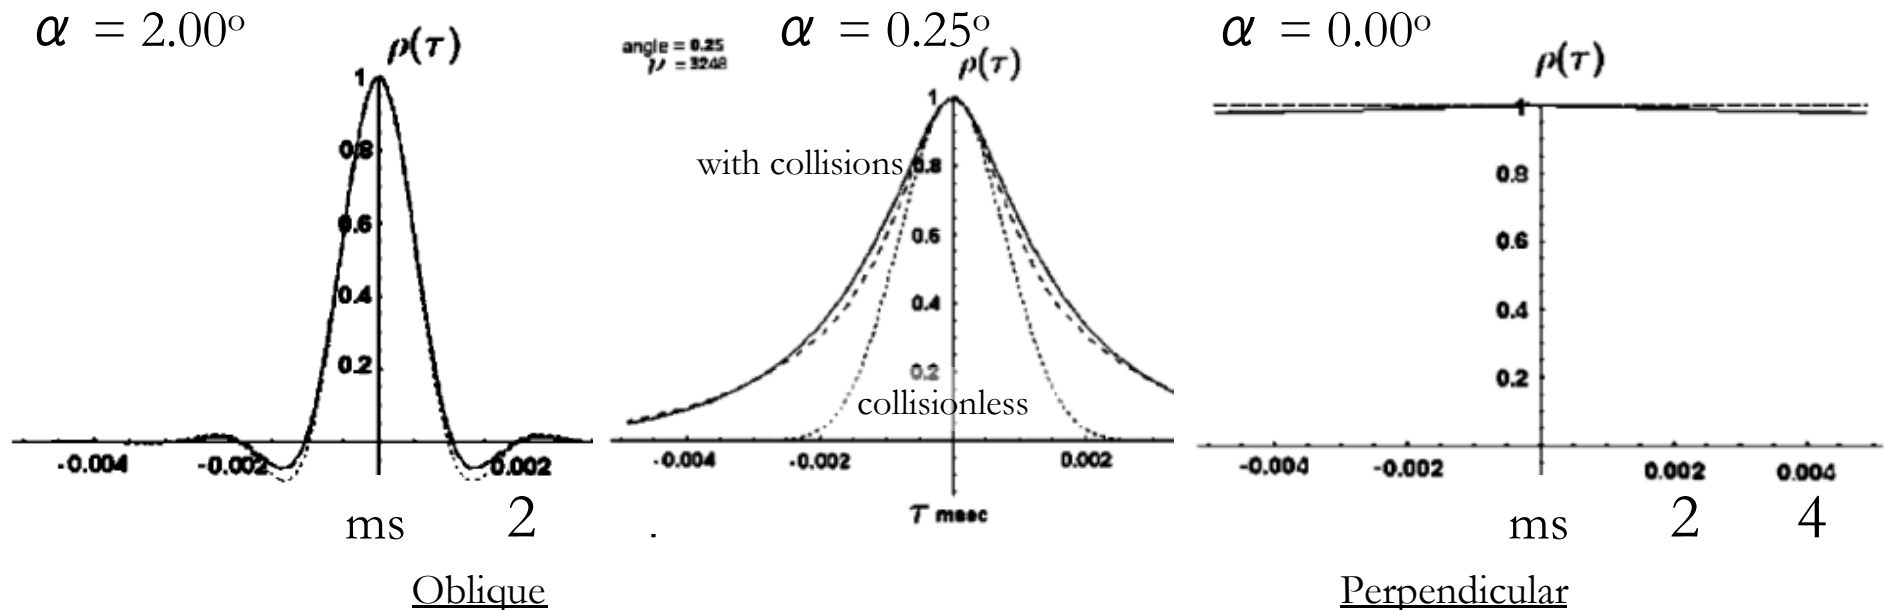 α = 2.00°
ρ(τ)
1
0.8
0.6
0.4
0.2
-0.004
-0.002
0.002
ms
2
Oblique
angle = 0.25
ν = 3248
α = 0.25°
ρ(τ)
1
with collisions
0.8
0.6
0.4
0.2
collisionless
-0.004
-0.002
0.002
τ msec
.
α = 0.00°
ρ(τ)
1
0.8
0.6
0.4
0.2
-0.004
-0.002
0.002
0.004
ms
2
4
Perpendicular